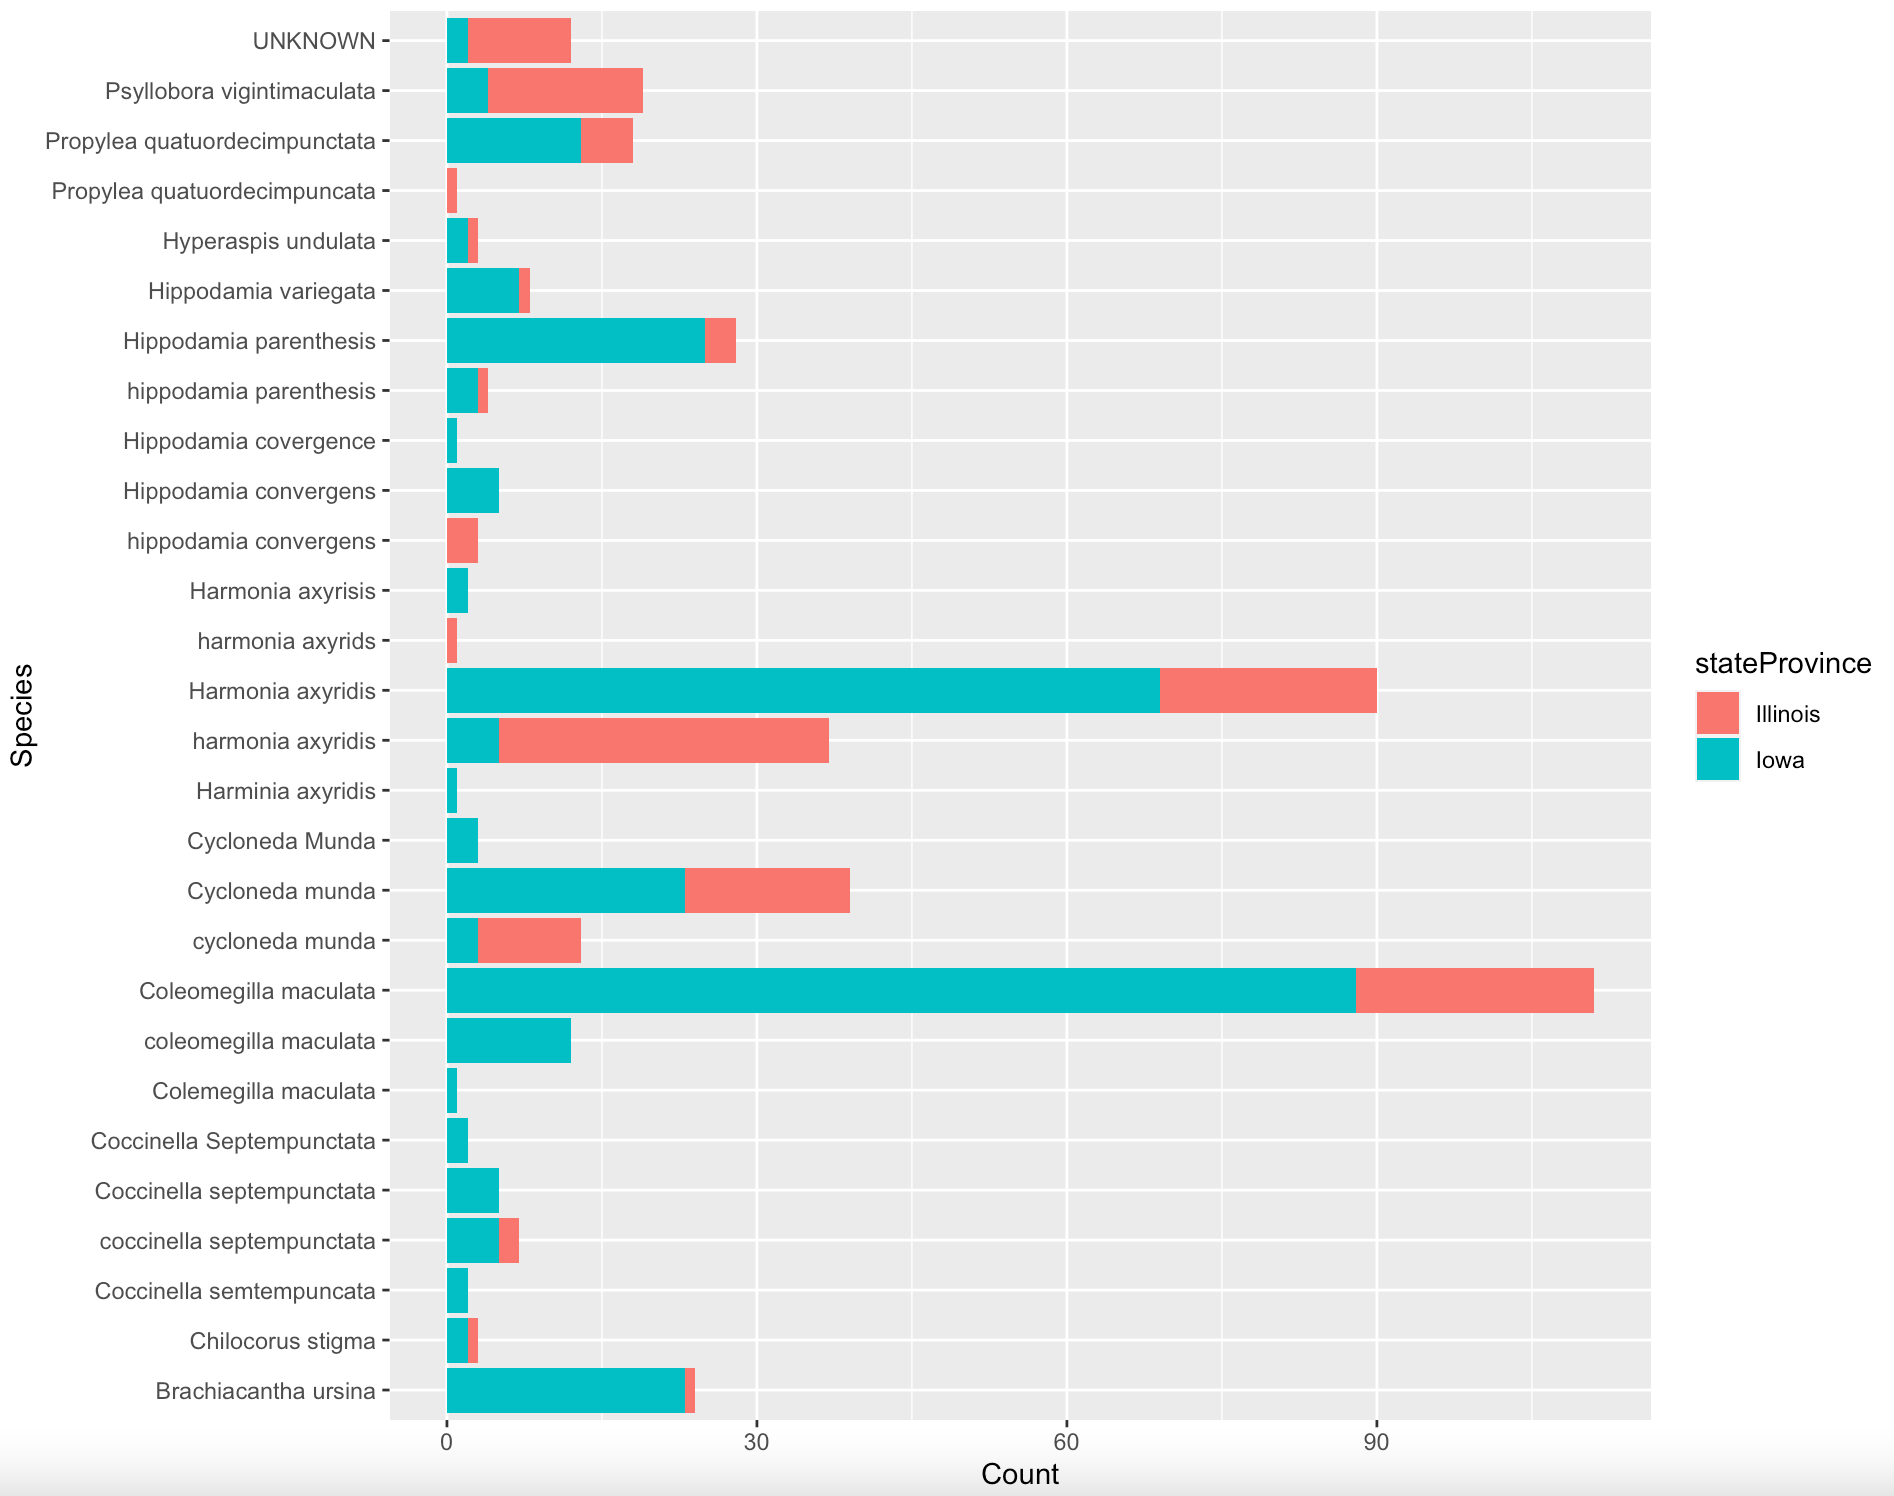 UNKNOWN
Psyllobora vigintimaculata
Propylea quatuordecimpunctata
Propylea quatuordecimpuncata
Hyperaspis undulata
Hippodamia variegata
Hippodamia parenthesis
hippodamia parenthesis
Hippodamia covergence
Hippodamia convergens
hippodamia convergens
Harmonia axyrisis
harmonia axyrids
Harmonia axyridis
harmonia axyridis
Harminia axyridis
Cycloneda Munda
Cycloneda munda
cycloneda munda
Coleomegilla maculata
coleomegilla maculata
Colemegilla maculata
Coccinella Septempunctata
Coccinella septempunctata
coccinella septempunctata
Coccinella semtempuncata
Chilocorus stigma
Brachiacantha ursina
Species
0 30 60 90
Count
stateProvince
Illinois
Iowa